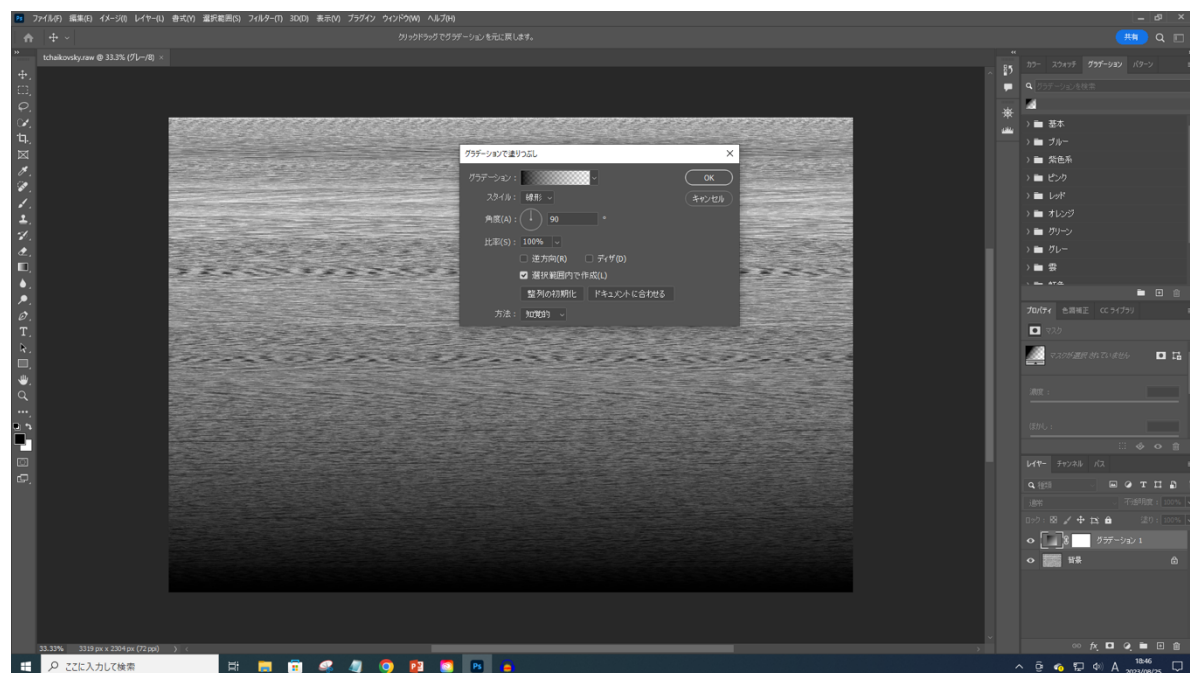 ファイル(F) 編集(E) イメージ(I) レイヤー(L) 書式(Y) 選択範囲(S) フィルター(T) 3D(D) 表示(V) プラグイン ウィンドウ(W) ヘルプ(H)
クリックドラッグでグラデーションを元に戻します。
共有
tchaikovsky.raw @ 33.3% (グレー/8) ×
カラー スウォッチ グラデーション パターン
グラデーションを検索
基本
ブルー
紫色系
ピンク
レッド
オレンジ
グリーン
グレー
雲
グラデーションで塗りつぶし
グラデーション :
OK
スタイル : 線形
キャンセル
角度(A) : 90 °
比率(S) : 100%
逆方向(R) ディザ(D)
選択範囲内で作成(L)
整列の初期化 ドキュメントに合わせる
方法 : 知覚的
プロパティ 色調補正 CC ライブラリ
マスク
マスクが選択されていません
濃度 :
ぼかし :
レイヤー チャンネル パス
種類
通常 不透明度 : 100%
ロック : 塗り : 100%
グラデーション 1
背景
33.33% 3319 px x 2304 px (72 ppi)
ここに入力して検索
Ps
A
18:46
2023/08/25